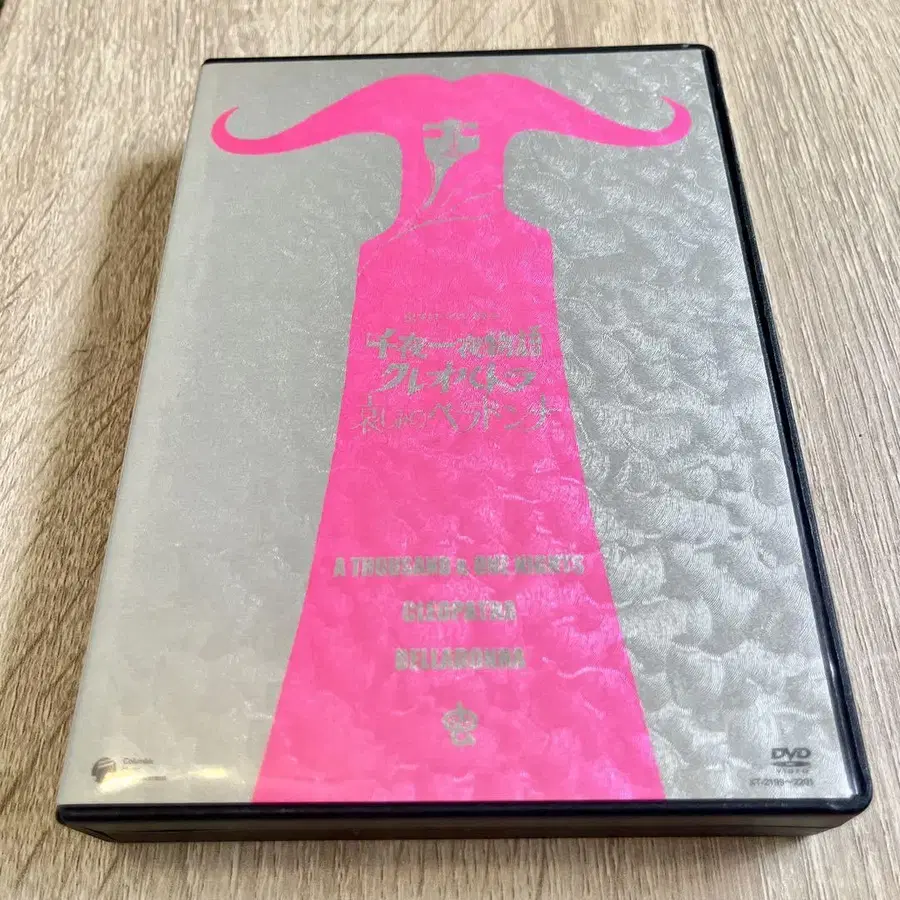 千夜一夜物語
クレオパトラ
哀しみのベラドンナ
A THOUSAND & ONE NIGHTS
CLEOPATRA
BELLADONNA
Columbia
DVD
VIDEO